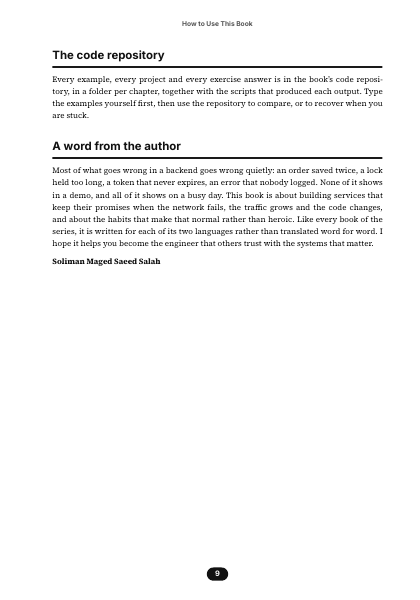 How to Use This Book
The code repository
Every example, every project and every exercise answer is in the book's code reposi-
tory, in a folder per chapter, together with the scripts that produced each output. Type
the examples yourself first, then use the repository to compare, or to recover when you
are stuck.
A word from the author
Most of what goes wrong in a backend goes wrong quietly: an order saved twice, a lock
held too long, a token that never expires, an error that nobody logged. None of it shows
in a demo, and all of it shows on a busy day. This book is about building services that
keep their promises when the network fails, the traffic grows and the code changes,
and about the habits that make that normal rather than heroic. Like every book of the
series, it is written for each of its two languages rather than translated word for word. I
hope it helps you become the engineer that others trust with the systems that matter.
Soliman Maged Saeed Salah
9